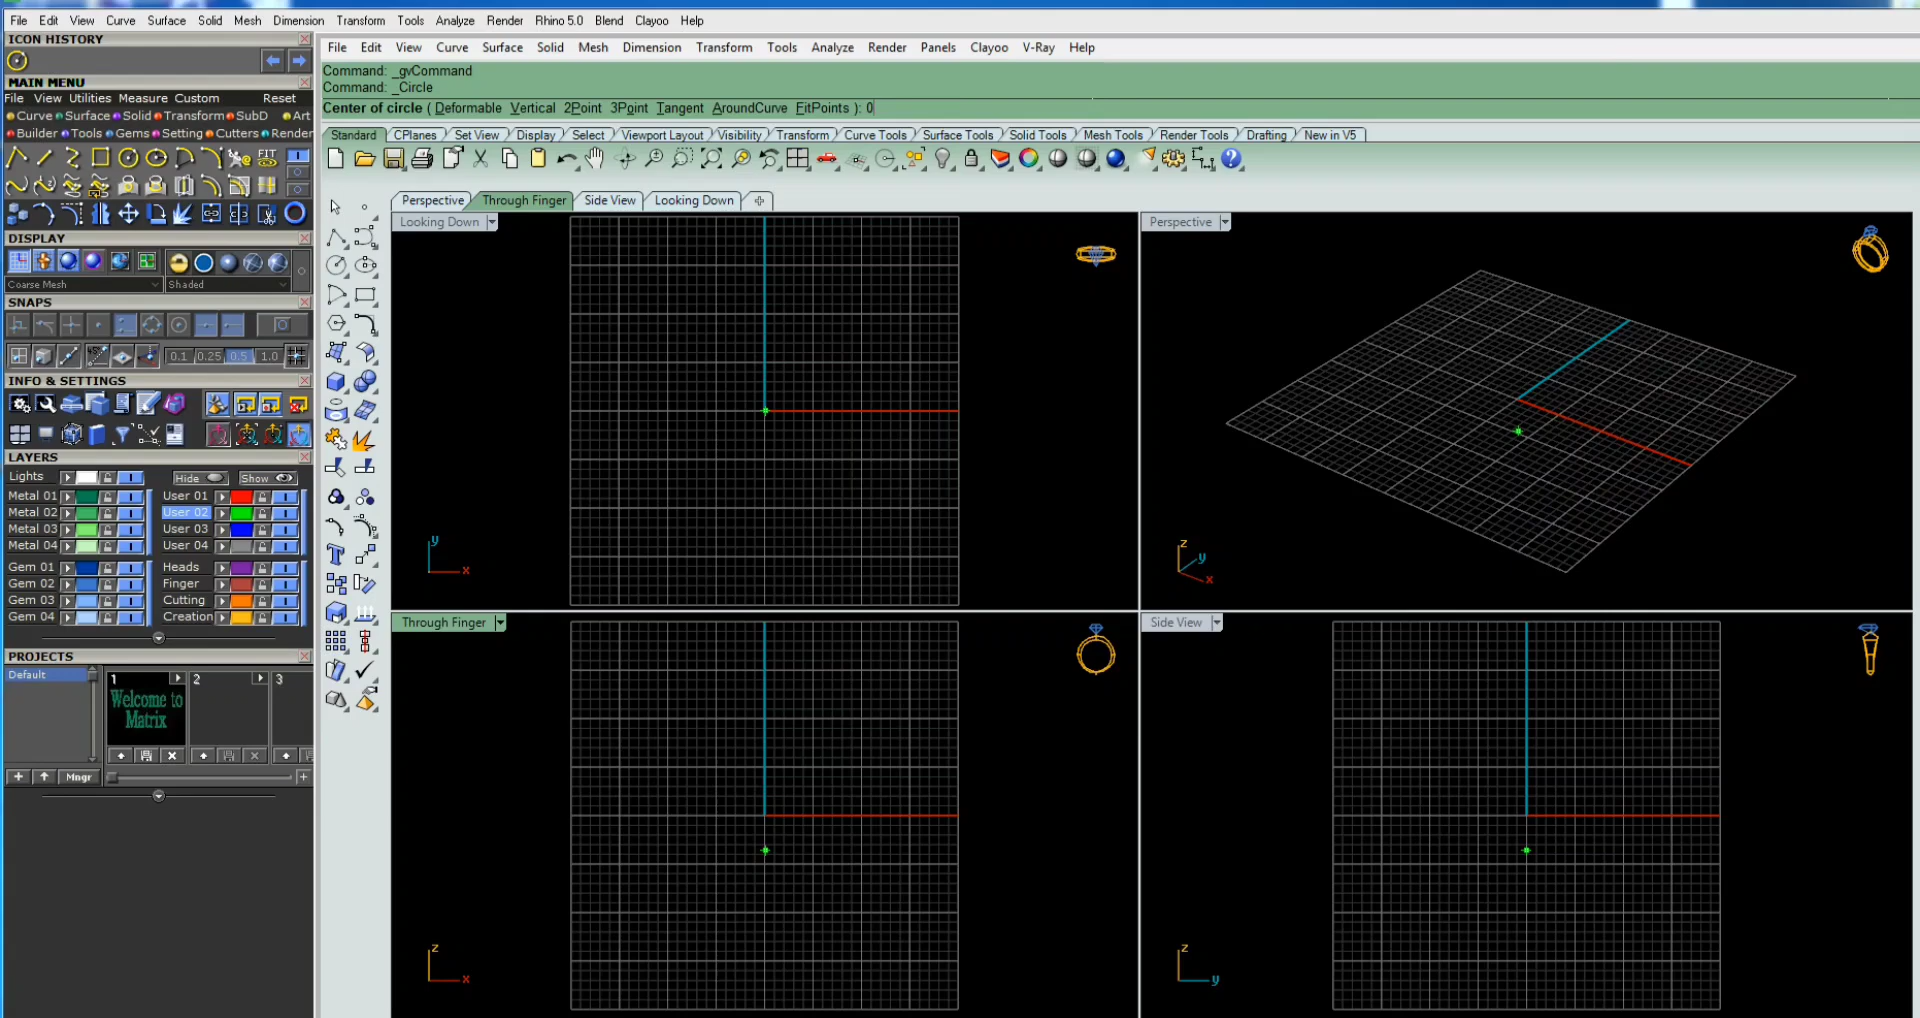 File Edit View Curve Surface Solid Mesh Dimension Transform Tools Analyze Render Rhino 5.0 Blend Clayoo Help
ICON HISTORY
MAIN MENU
File View Utilities Measure Custom Reset
Curve Surface Solid Transform SubD Art
Builder Tools Gems Setting Cutters Render
FIT
DISPLAY
Coarse Mesh Shaded
SNAPS
0.1 0.25 0.5 1.0
INFO & SETTINGS
LAYERS
Lights Hide Show
Metal 01 User 01
Metal 02 User 02
Metal 03 User 03
Metal 04 User 04
Gem 01 Heads
Gem 02 Finger
Gem 03 Cutting
Gem 04 Creation
PROJECTS
Default
1 2 3
Welcome to
Matrix
Mngr
File Edit View Curve Surface Solid Mesh Dimension Transform Tools Analyze Render Panels Clayoo V-Ray Help
Command: _gvCommand
Command: _Circle
Center of circle ( Deformable Vertical 2Point 3Point Tangent AroundCurve FitPoints ): 0
Standard CPlanes Set View Display Select Viewport Layout Visibility Transform Curve Tools Surface Tools Solid Tools Mesh Tools Render Tools Drafting New in V5
Perspective Through Finger Side View Looking Down
Looking Down
y
x
Perspective
z
y
x
Through Finger
z
x
Side View
z
y